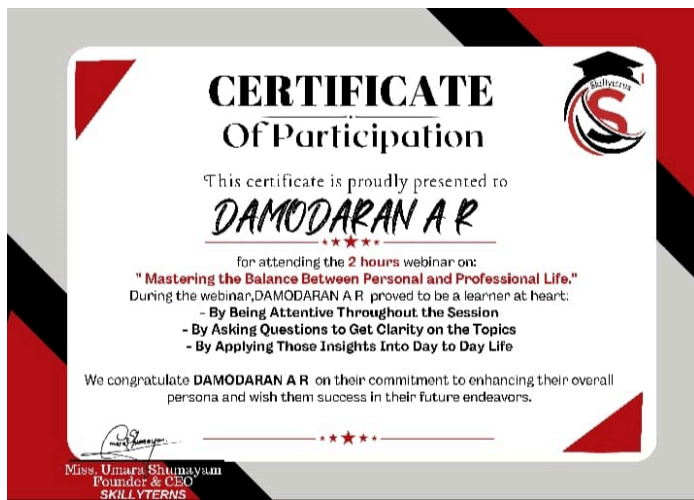 CERTIFICATE
Of Participation
Skillyterns
S
This certificate is proudly presented to
DAMODARAN A R
for attending the 2 hours webinar on:
" Mastering the Balance Between Personal and Professional Life."
During the webinar,DAMODARAN A R proved to be a learner at heart:
- By Being Attentive Throughout the Session
- By Asking Questions to Get Clarity on the Topics
- By Applying Those Insights Into Day to Day Life
We congratulate DAMODARAN A R on their commitment to enhancing their overall
persona and wish them success in their future endeavors.
Miss. Umara Shumayam
Founder & CEO
SKILLYTERNS